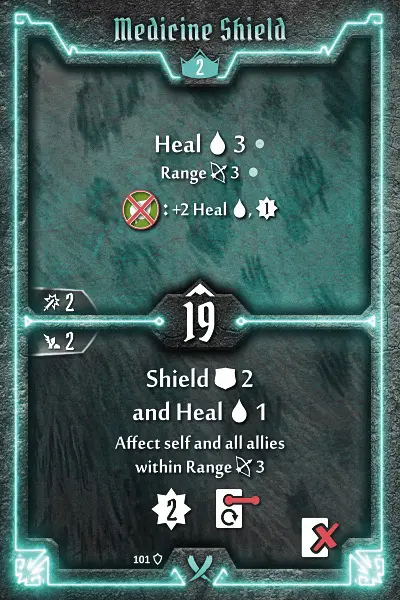 Medicine Shield
2
Heal 3
Range 3
: +2 Heal , 1
2
19
2
Shield 2
and Heal 1
Affect self and all allies
within Range 3
2
101